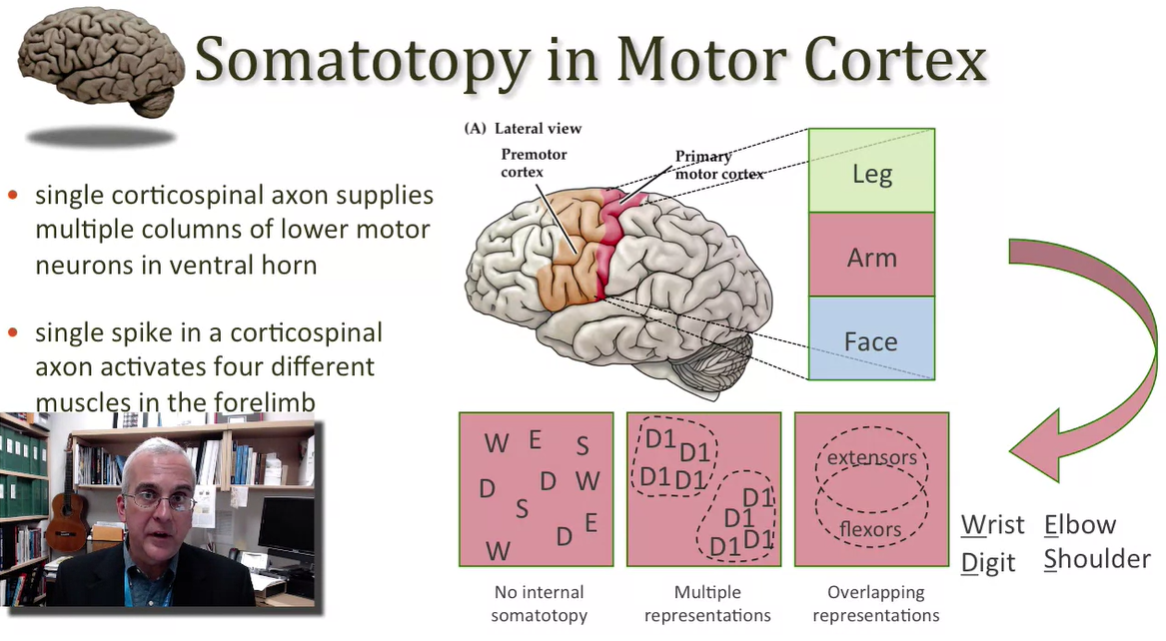 Somatotopy in Motor Cortex
• single corticospinal axon supplies
multiple columns of lower motor
neurons in ventral horn
• single spike in a corticospinal
axon activates four different
muscles in the forelimb
(A) Lateral view
Premotor
cortex
Primary
motor cortex
Leg
Arm
Face
W E S
D D W
S
D E
W
D1 D1
D1 D1
D1
D1
D1 D1
extensors
flexors
Wrist Elbow
Digit Shoulder
No internal
somatotopy
Multiple
representations
Overlapping
representations